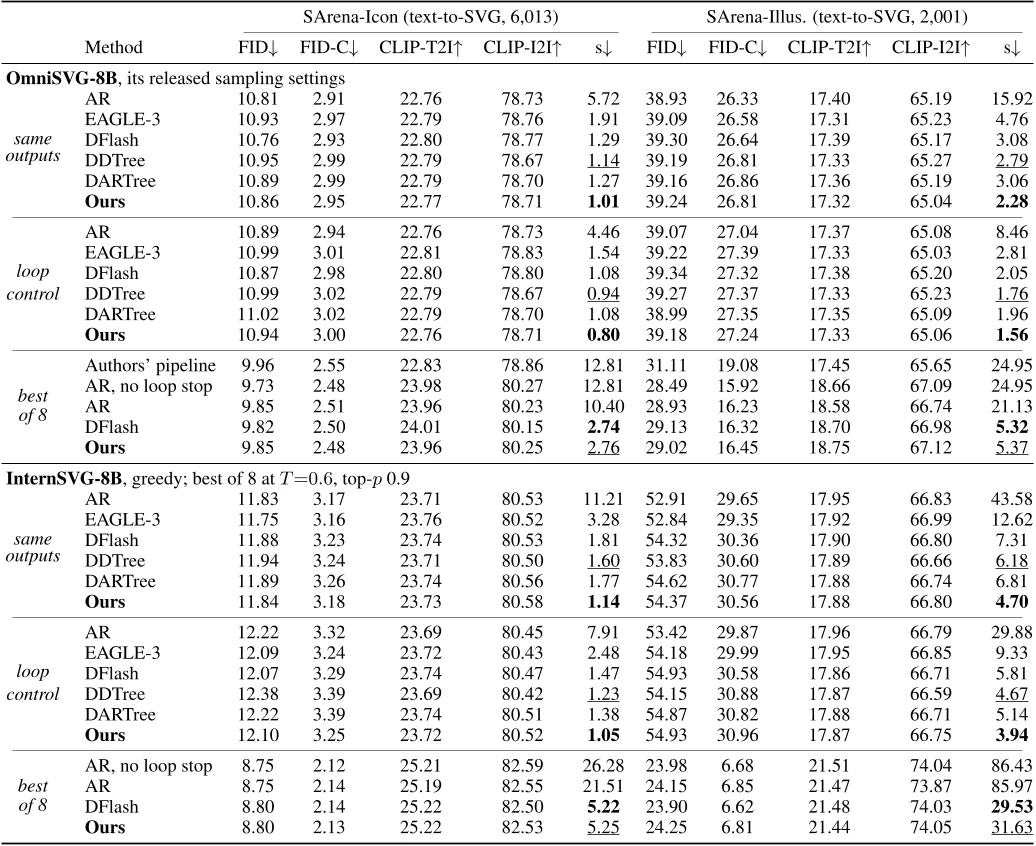 SArena-Icon (text-to-SVG, 6,013) SArena-Illus. (text-to-SVG, 2,001)
Method FID↓ FID-C↓ CLIP-T2I↑ CLIP-I2I↑ s↓ FID↓ FID-C↓ CLIP-T2I↑ CLIP-I2I↑ s↓
OmniSVG-8B, its released sampling settings
same outputs
AR 10.81 2.91 22.76 78.73 5.72 38.93 26.33 17.40 65.19 15.92
EAGLE-3 10.93 2.97 22.79 78.76 1.91 39.09 26.58 17.31 65.23 4.76
DFlash 10.76 2.93 22.80 78.77 1.29 39.30 26.64 17.39 65.17 3.08
DDTree 10.95 2.99 22.79 78.67 1.14 39.19 26.81 17.33 65.27 2.79
DARTree 10.89 2.99 22.79 78.70 1.27 39.16 26.86 17.36 65.19 3.06
Ours 10.86 2.95 22.77 78.71 1.01 39.24 26.81 17.32 65.04 2.28
loop control
AR 10.89 2.94 22.76 78.73 4.46 39.07 27.04 17.37 65.08 8.46
EAGLE-3 10.99 3.01 22.81 78.83 1.54 39.22 27.39 17.33 65.03 2.81
DFlash 10.87 2.98 22.80 78.80 1.08 39.34 27.32 17.38 65.20 2.05
DDTree 10.99 3.02 22.79 78.67 0.94 39.27 27.37 17.33 65.23 1.76
DARTree 11.02 3.02 22.79 78.70 1.08 38.99 27.35 17.35 65.09 1.96
Ours 10.94 3.00 22.76 78.71 0.80 39.18 27.24 17.33 65.06 1.56
best of 8
Authors' pipeline 9.96 2.55 22.83 78.86 12.81 31.11 19.08 17.45 65.65 24.95
AR, no loop stop 9.73 2.48 23.98 80.27 12.81 28.49 15.92 18.66 67.09 24.95
AR 9.85 2.51 23.96 80.23 10.40 28.93 16.23 18.58 66.74 21.13
DFlash 9.82 2.50 24.01 80.15 2.74 29.13 16.32 18.70 66.98 5.32
Ours 9.85 2.48 23.96 80.25 2.76 29.02 16.45 18.75 67.12 5.37
InternSVG-8B, greedy; best of 8 at T=0.6, top-p 0.9
same outputs
AR 11.83 3.17 23.71 80.53 11.21 52.91 29.65 17.95 66.83 43.58
EAGLE-3 11.75 3.16 23.76 80.52 3.28 52.84 29.35 17.92 66.99 12.62
DFlash 11.88 3.23 23.74 80.53 1.81 54.32 30.36 17.90 66.80 7.31
DDTree 11.94 3.24 23.71 80.50 1.60 53.83 30.60 17.89 66.66 6.18
DARTree 11.89 3.26 23.74 80.56 1.77 54.62 30.77 17.88 66.74 6.81
Ours 11.84 3.18 23.73 80.58 1.14 54.37 30.56 17.88 66.80 4.70
loop control
AR 12.22 3.32 23.69 80.45 7.91 53.42 29.87 17.96 66.79 29.88
EAGLE-3 12.09 3.24 23.72 80.43 2.48 54.18 29.99 17.95 66.85 9.33
DFlash 12.07 3.29 23.74 80.47 1.47 54.93 30.58 17.86 66.71 5.81
DDTree 12.38 3.39 23.69 80.42 1.23 54.15 30.88 17.87 66.59 4.67
DARTree 12.22 3.39 23.74 80.51 1.38 54.87 30.82 17.88 66.71 5.14
Ours 12.10 3.25 23.72 80.52 1.05 54.93 30.96 17.87 66.75 3.94
best of 8
AR, no loop stop 8.75 2.12 25.21 82.59 26.28 23.98 6.68 21.51 74.04 86.43
AR 8.75 2.14 25.19 82.55 21.51 24.15 6.85 21.47 73.87 85.97
DFlash 8.80 2.14 25.22 82.50 5.22 23.90 6.62 21.48 74.03 29.53
Ours 8.80 2.13 25.22 82.53 5.25 24.25 6.81 21.44 74.05 31.63